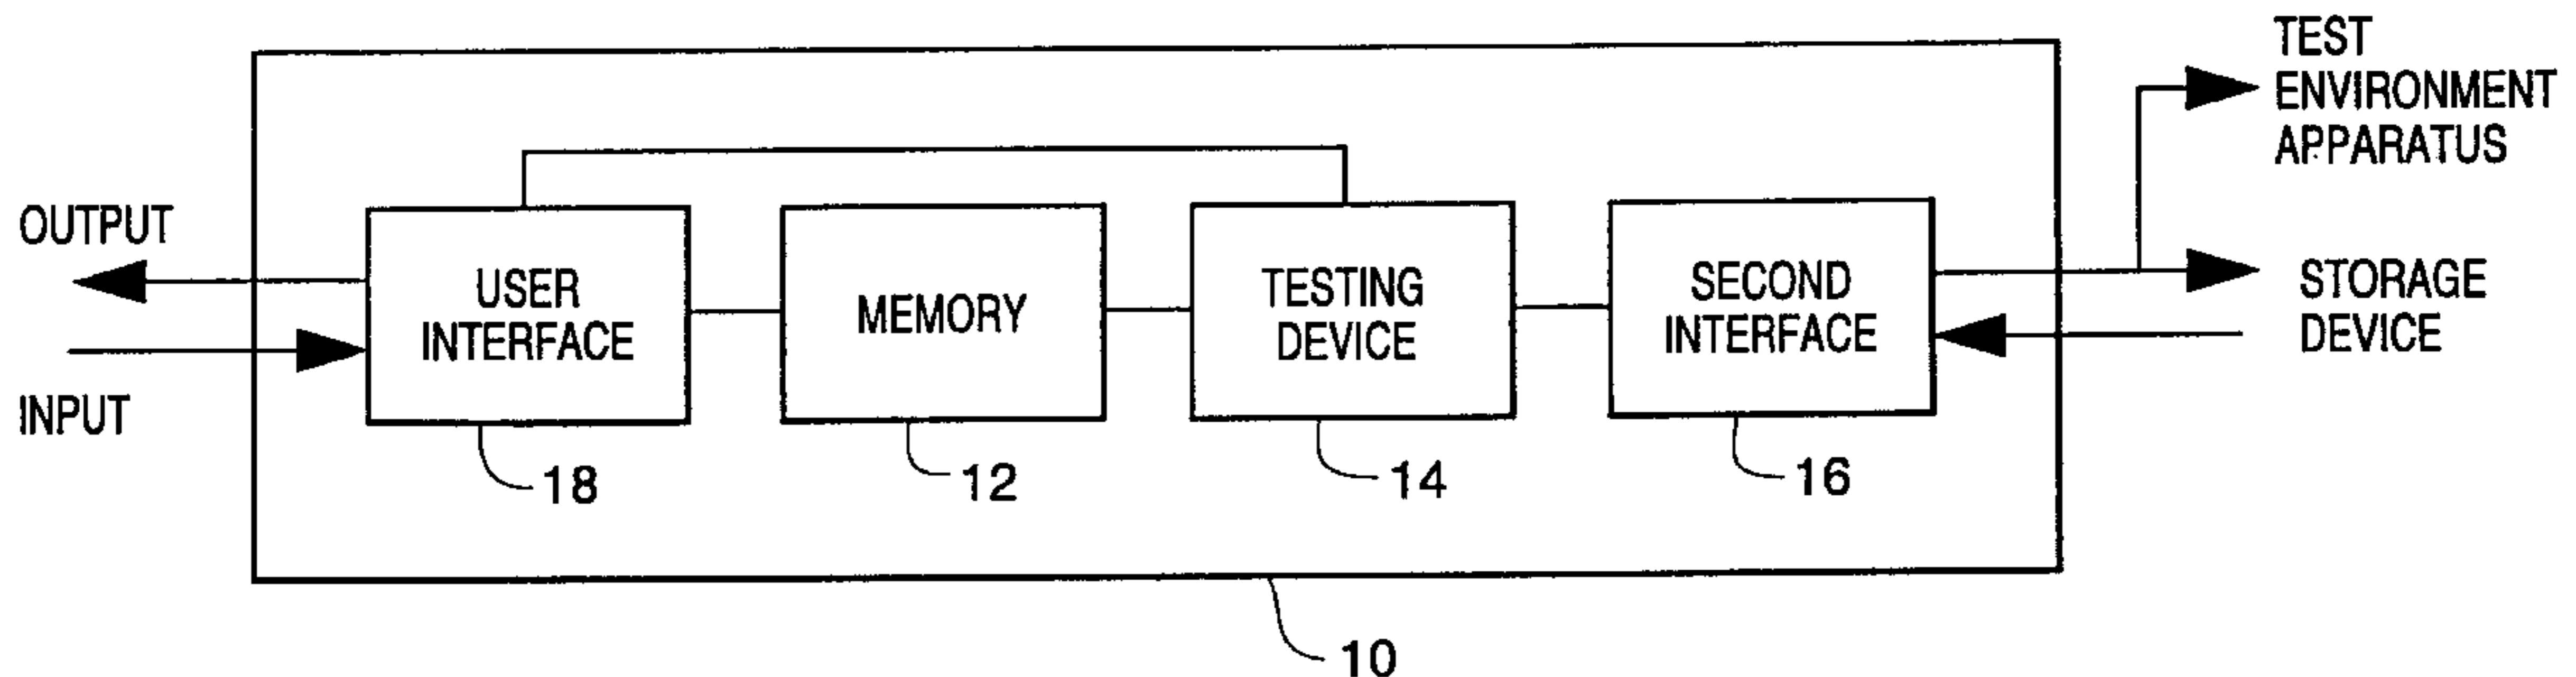 TEST
ENVIRONMENT
APPARATUS
OUTPUT
INPUT
USER
INTERFACE
MEMORY
TESTING
DEVICE
SECOND
INTERFACE
STORAGE
DEVICE
18
12
14
16
10